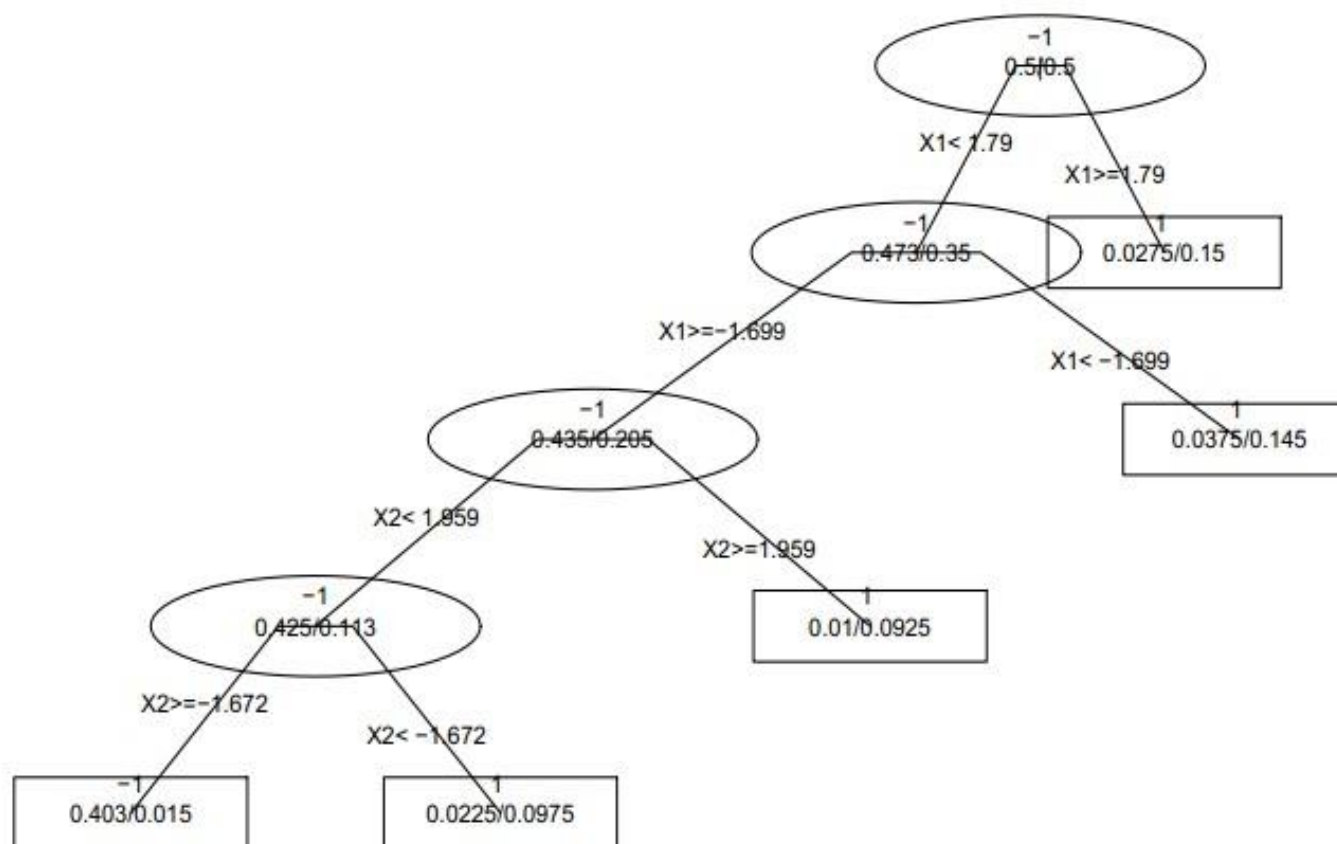 −1
0.5/0.5
X1< 1.79
X1>=1.79
−1
0.473/0.35
1
0.0275/0.15
X1>=−1.699
X1< −1.699
−1
0.435/0.205
1
0.0375/0.145
X2< 1.959
X2>=1.959
−1
0.425/0.113
1
0.01/0.0925
X2>=−1.672
X2< −1.672
−1
0.403/0.015
1
0.0225/0.0975